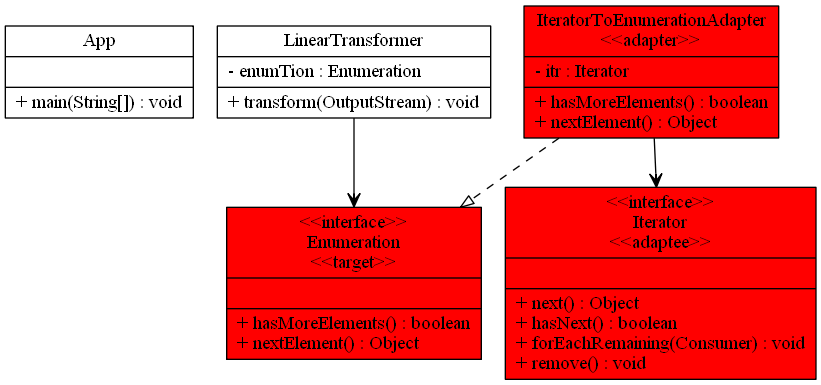 App
+ main(String[]) : void
LinearTransformer
- enumTion : Enumeration
+ transform(OutputStream) : void
IteratorToEnumerationAdapter
<<adapter>>
- itr : Iterator
+ hasMoreElements() : boolean
+ nextElement() : Object
<<interface>>
Enumeration
<<target>>
+ hasMoreElements() : boolean
+ nextElement() : Object
<<interface>>
Iterator
<<adaptee>>
+ next() : Object
+ hasNext() : boolean
+ forEachRemaining(Consumer) : void
+ remove() : void